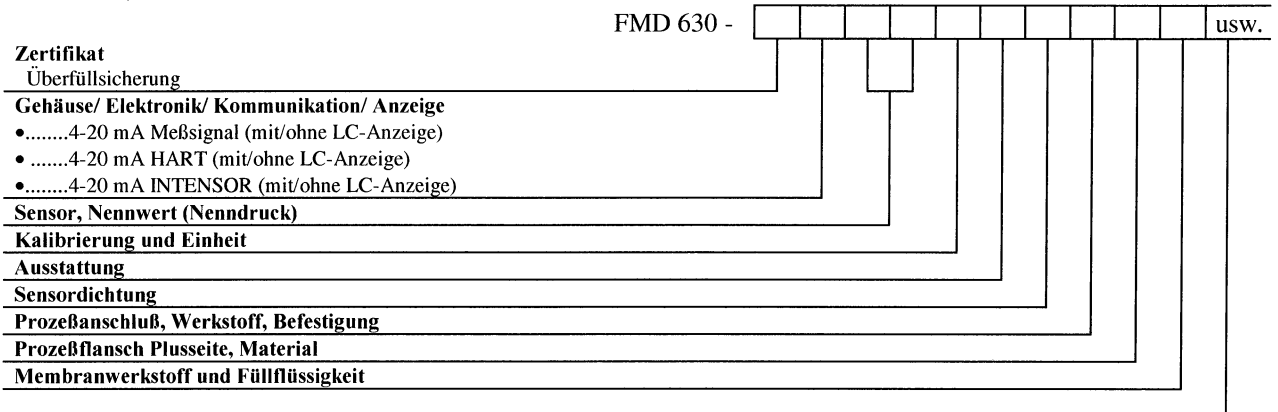 FMD 630 - usw.
Zertifikat
Überfüllsicherung
Gehäuse/ Elektronik/ Kommunikation/ Anzeige
•........4-20 mA Meßsignal (mit/ohne LC-Anzeige)
• .......4-20 mA HART (mit/ohne LC-Anzeige)
•........4-20 mA INTENSOR (mit/ohne LC-Anzeige)
Sensor, Nennwert (Nenndruck)
Kalibrierung und Einheit
Ausstattung
Sensordichtung
Prozeßanschluß, Werkstoff, Befestigung
Prozeßflansch Plusseite, Material
Membranwerkstoff und Füllflüssigkeit